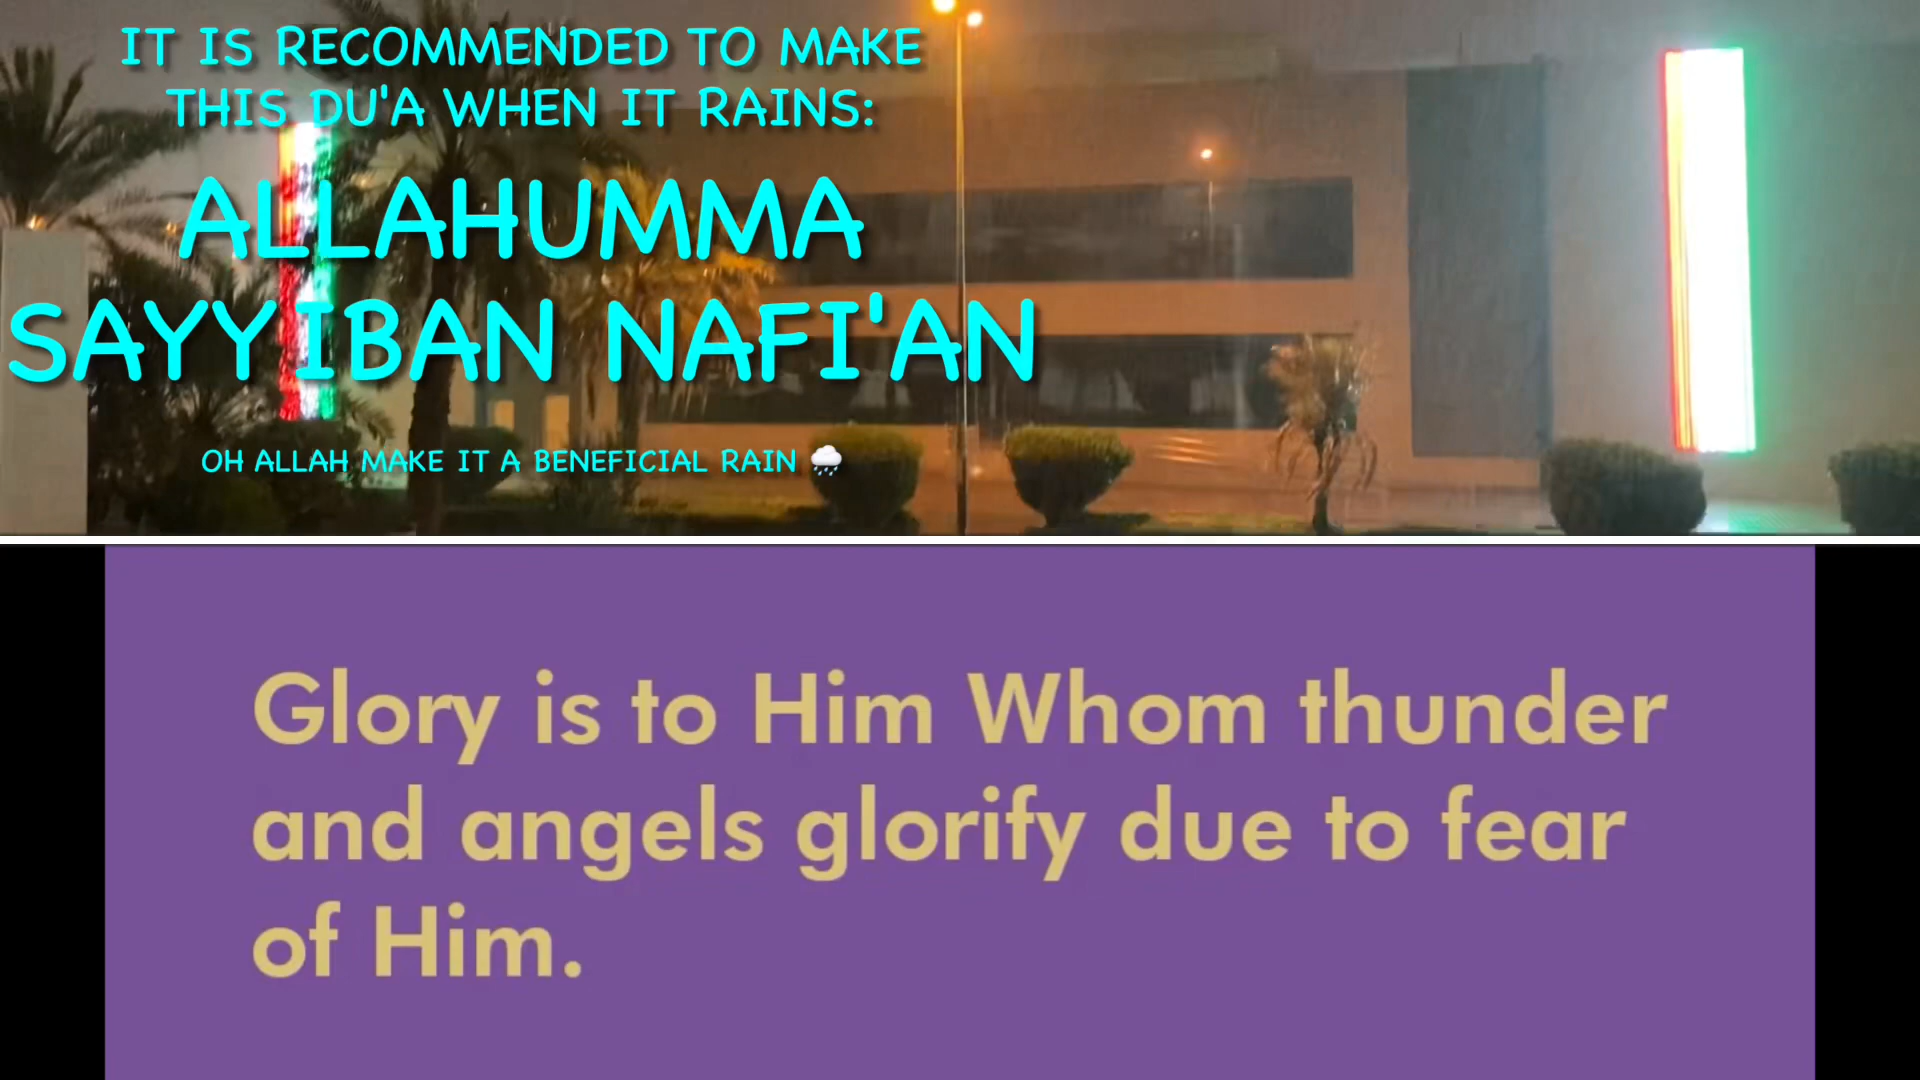 IT IS RECOMMENDED TO MAKE
THIS DU'A WHEN IT RAINS:
ALLAHUMMA
SAYYIBAN NAFI'AN
OH ALLAH MAKE IT A BENEFICIAL RAIN 🌧️
Glory is to Him Whom thunder
and angels glorify due to fear
of Him.